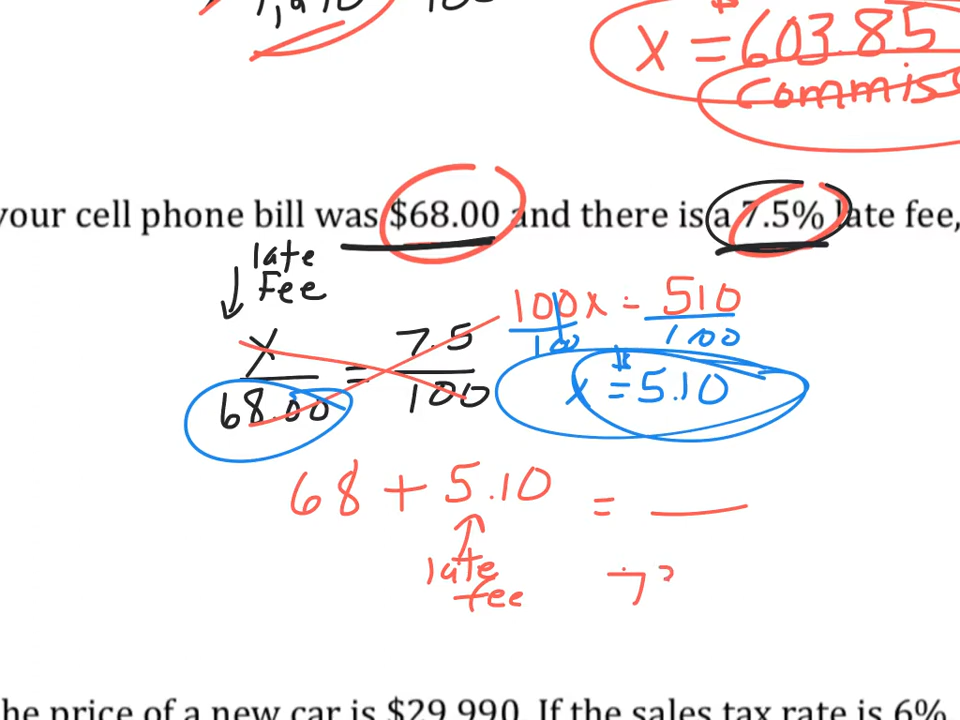 x = $603.85
commiss
your cell phone bill was $68.00 and there is a 7.5% late fee,
late
Fee
x/68.00 = 7.5/100
100x = 510
100 100
x = $5.10
68 + 5.10 = ___
late
fee
7
he price of a new car is $29,990. If the sales tax rate is 6%